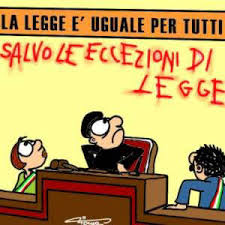 LA LEGGE E' UGUALE PER TUTTI
SALVO LE ECCEZIONI DI
LEGGE